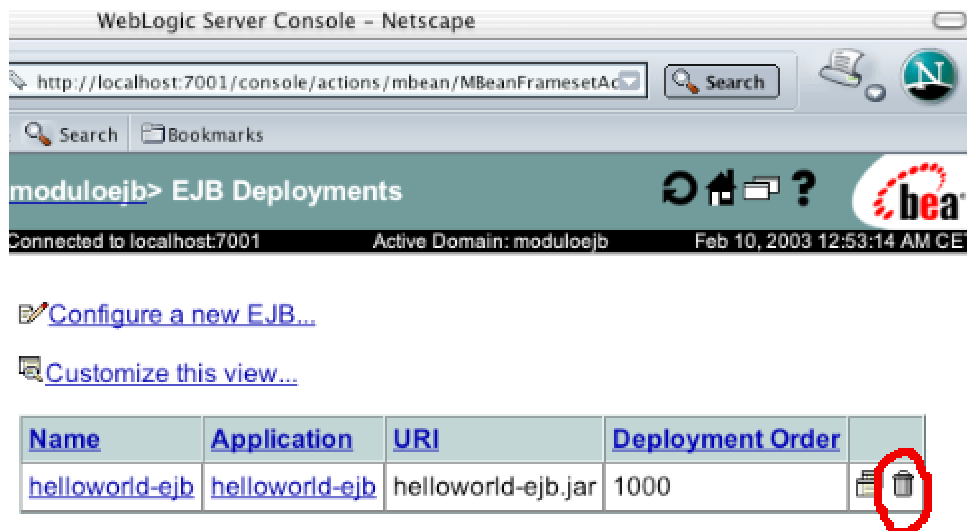 WebLogic Server Console – Netscape
http://localhost:7001/console/actions/mbean/MBeanFramesetAc
Search
N
Search
Bookmarks
moduloejb> EJB Deployments
?
bea
Connected to localhost:7001
Active Domain: moduloejb
Feb 10, 2003 12:53:14 AM CET
Configure a new EJB...
Customize this view...
Name Application URI Deployment Order
helloworld-ejb helloworld-ejb helloworld-ejb.jar 1000